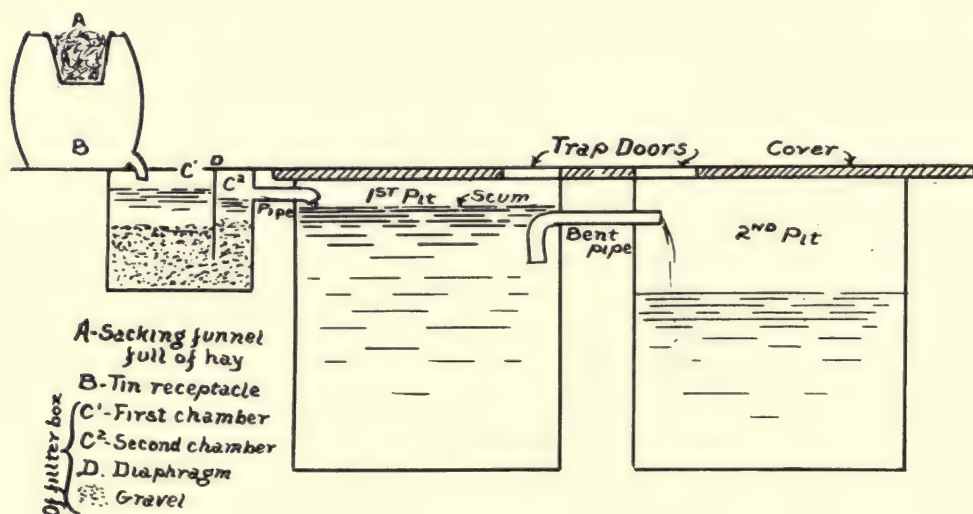 A
B
C' D
C²
Pipe
1ST Pit Scum
Trap Doors
Cover
Bent
pipe
2ND Pit
A-Sacking funnel
full of hay
B-Tin receptacle
Of fillter box
C'-First chamber
C²-Second chamber
D. Diaphragm
Gravel